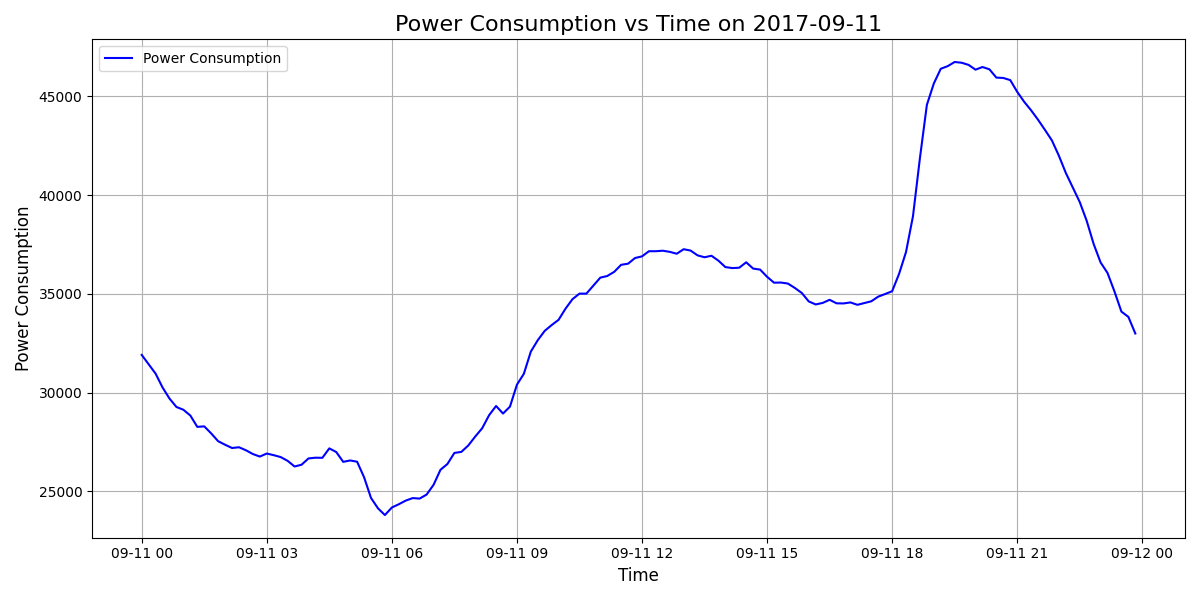 Power Consumption vs Time on 2017-09-11
Power Consumption
Power Consumption
45000
40000
35000
30000
25000
09-11 00 09-11 03 09-11 06 09-11 09 09-11 12 09-11 15 09-11 18 09-11 21 09-12 00
Time